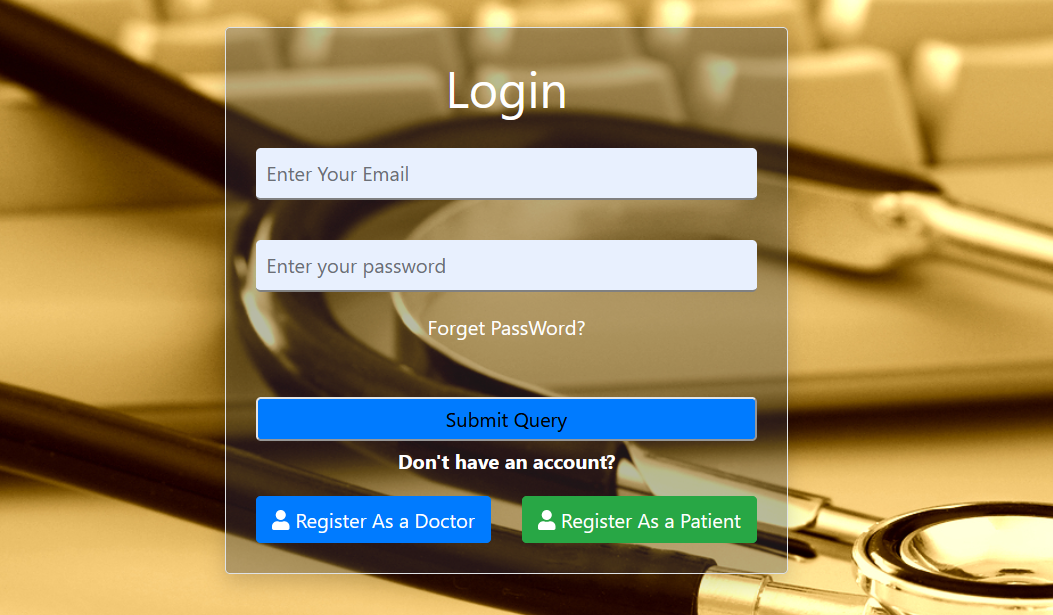 Login
Enter Your Email
Enter your password
Forget PassWord?
Submit Query
Don't have an account?
Register As a Doctor
Register As a Patient